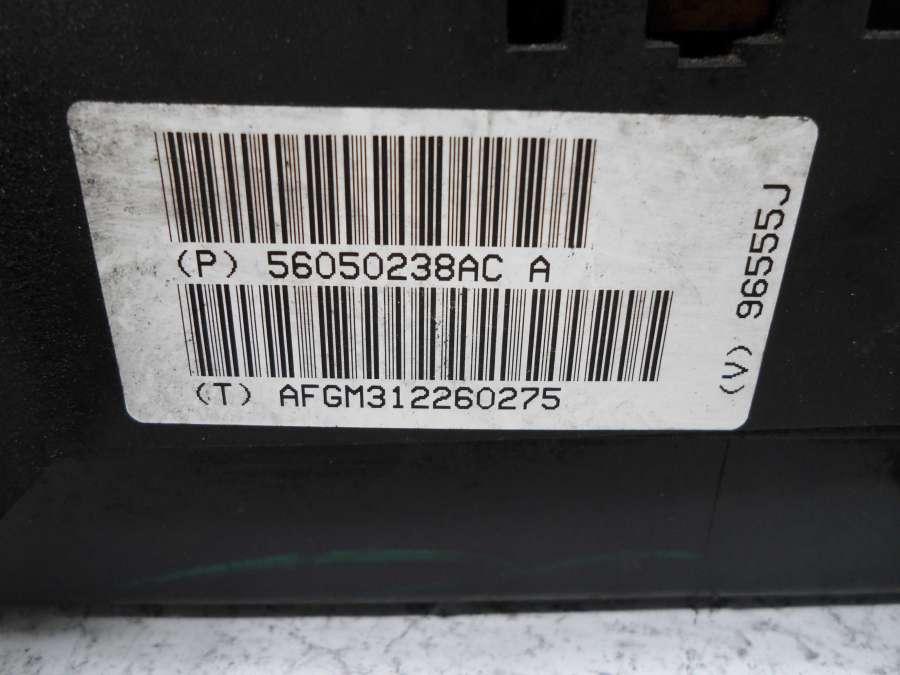 (P) 56050238AC A
(T) AFGM312260275
(V) 96555J